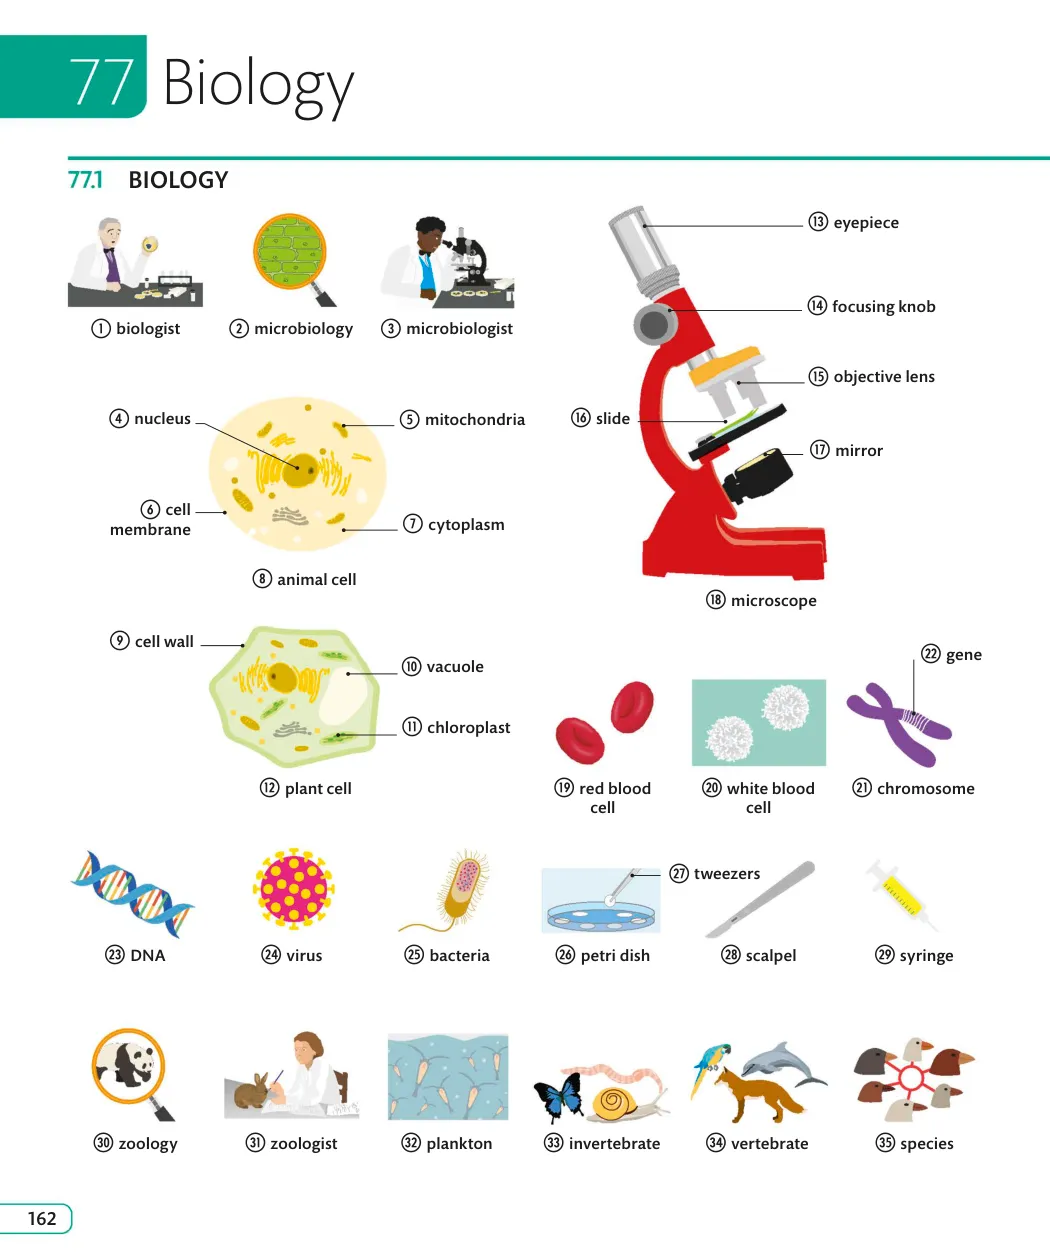 77 Biology
77.1 BIOLOGY
① biologist
② microbiology
③ microbiologist
④ nucleus
⑤ mitochondria
⑥ cell
membrane
⑦ cytoplasm
⑧ animal cell
⑨ cell wall
⑩ vacuole
⑪ chloroplast
⑫ plant cell
⑬ eyepiece
⑭ focusing knob
⑮ objective lens
⑯ slide
⑰ mirror
⑱ microscope
⑲ red blood
cell
⑳ white blood
cell
㉑ chromosome
㉒ gene
㉓ DNA
㉔ virus
㉕ bacteria
㉖ petri dish
㉗ tweezers
㉘ scalpel
㉙ syringe
㉚ zoology
㉛ zoologist
㉜ plankton
㉝ invertebrate
㉞ vertebrate
㉟ species
162